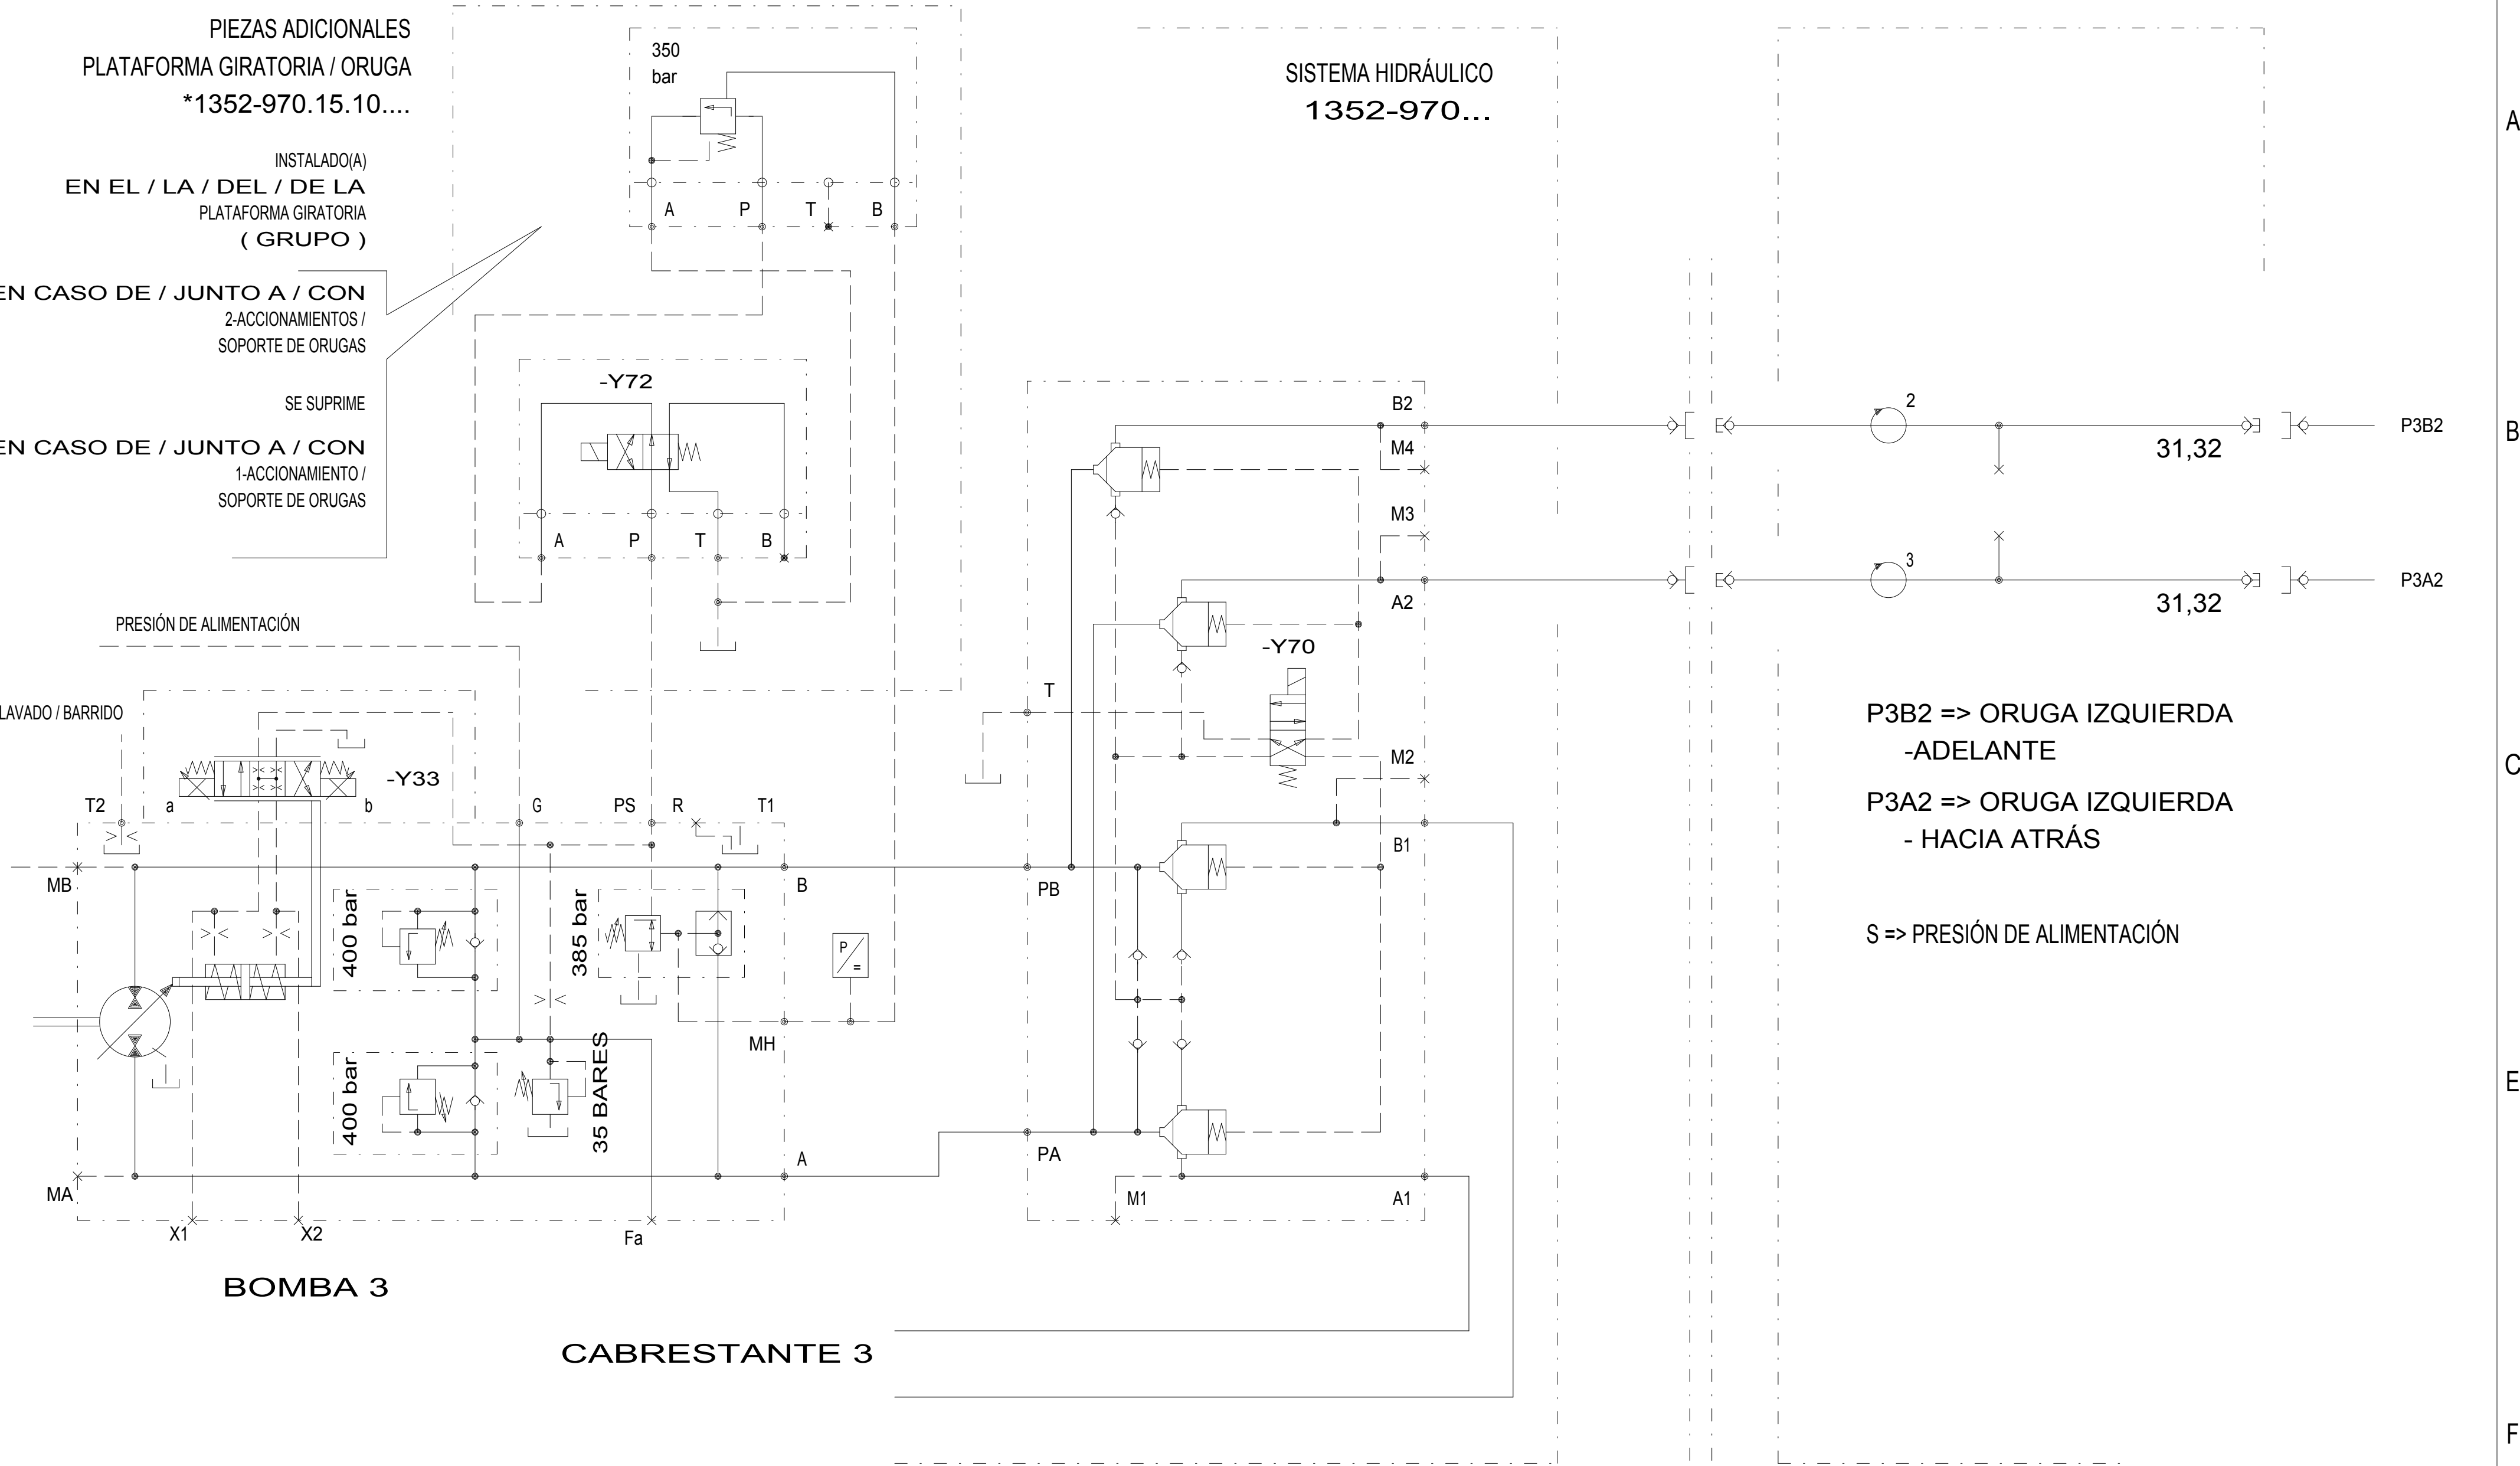 PIEZAS ADICIONALES
PLATAFORMA GIRATORIA / ORUGA
*1352-970.15.10....
INSTALADO(A)
EN EL / LA / DEL / DE LA
PLATAFORMA GIRATORIA
( GRUPO )
EN CASO DE / JUNTO A / CON
2-ACCIONAMIENTOS /
SOPORTE DE ORUGAS
SE SUPRIME
EN CASO DE / JUNTO A / CON
1-ACCIONAMIENTO /
SOPORTE DE ORUGAS
350
bar
A P T B
-Y72
A P T B
SISTEMA HIDRÁULICO
1352-970...
PRESIÓN DE ALIMENTACIÓN
LAVADO / BARRIDO
-Y33
T2 a b G PS R T1
MB
B
400 bar
385 bar
P
=
MH
400 bar
35 BARES
A
MA
X1 X2 Fa
BOMBA 3
CABRESTANTE 3
B2
M4
M3
A2
-Y70
T
M2
B1
PB
PA
M1
A1
2
31,32
P3B2
3
31,32
P3A2
P3B2 => ORUGA IZQUIERDA
-ADELANTE
P3A2 => ORUGA IZQUIERDA
- HACIA ATRÁS
S => PRESIÓN DE ALIMENTACIÓN
A
B
C
E
F